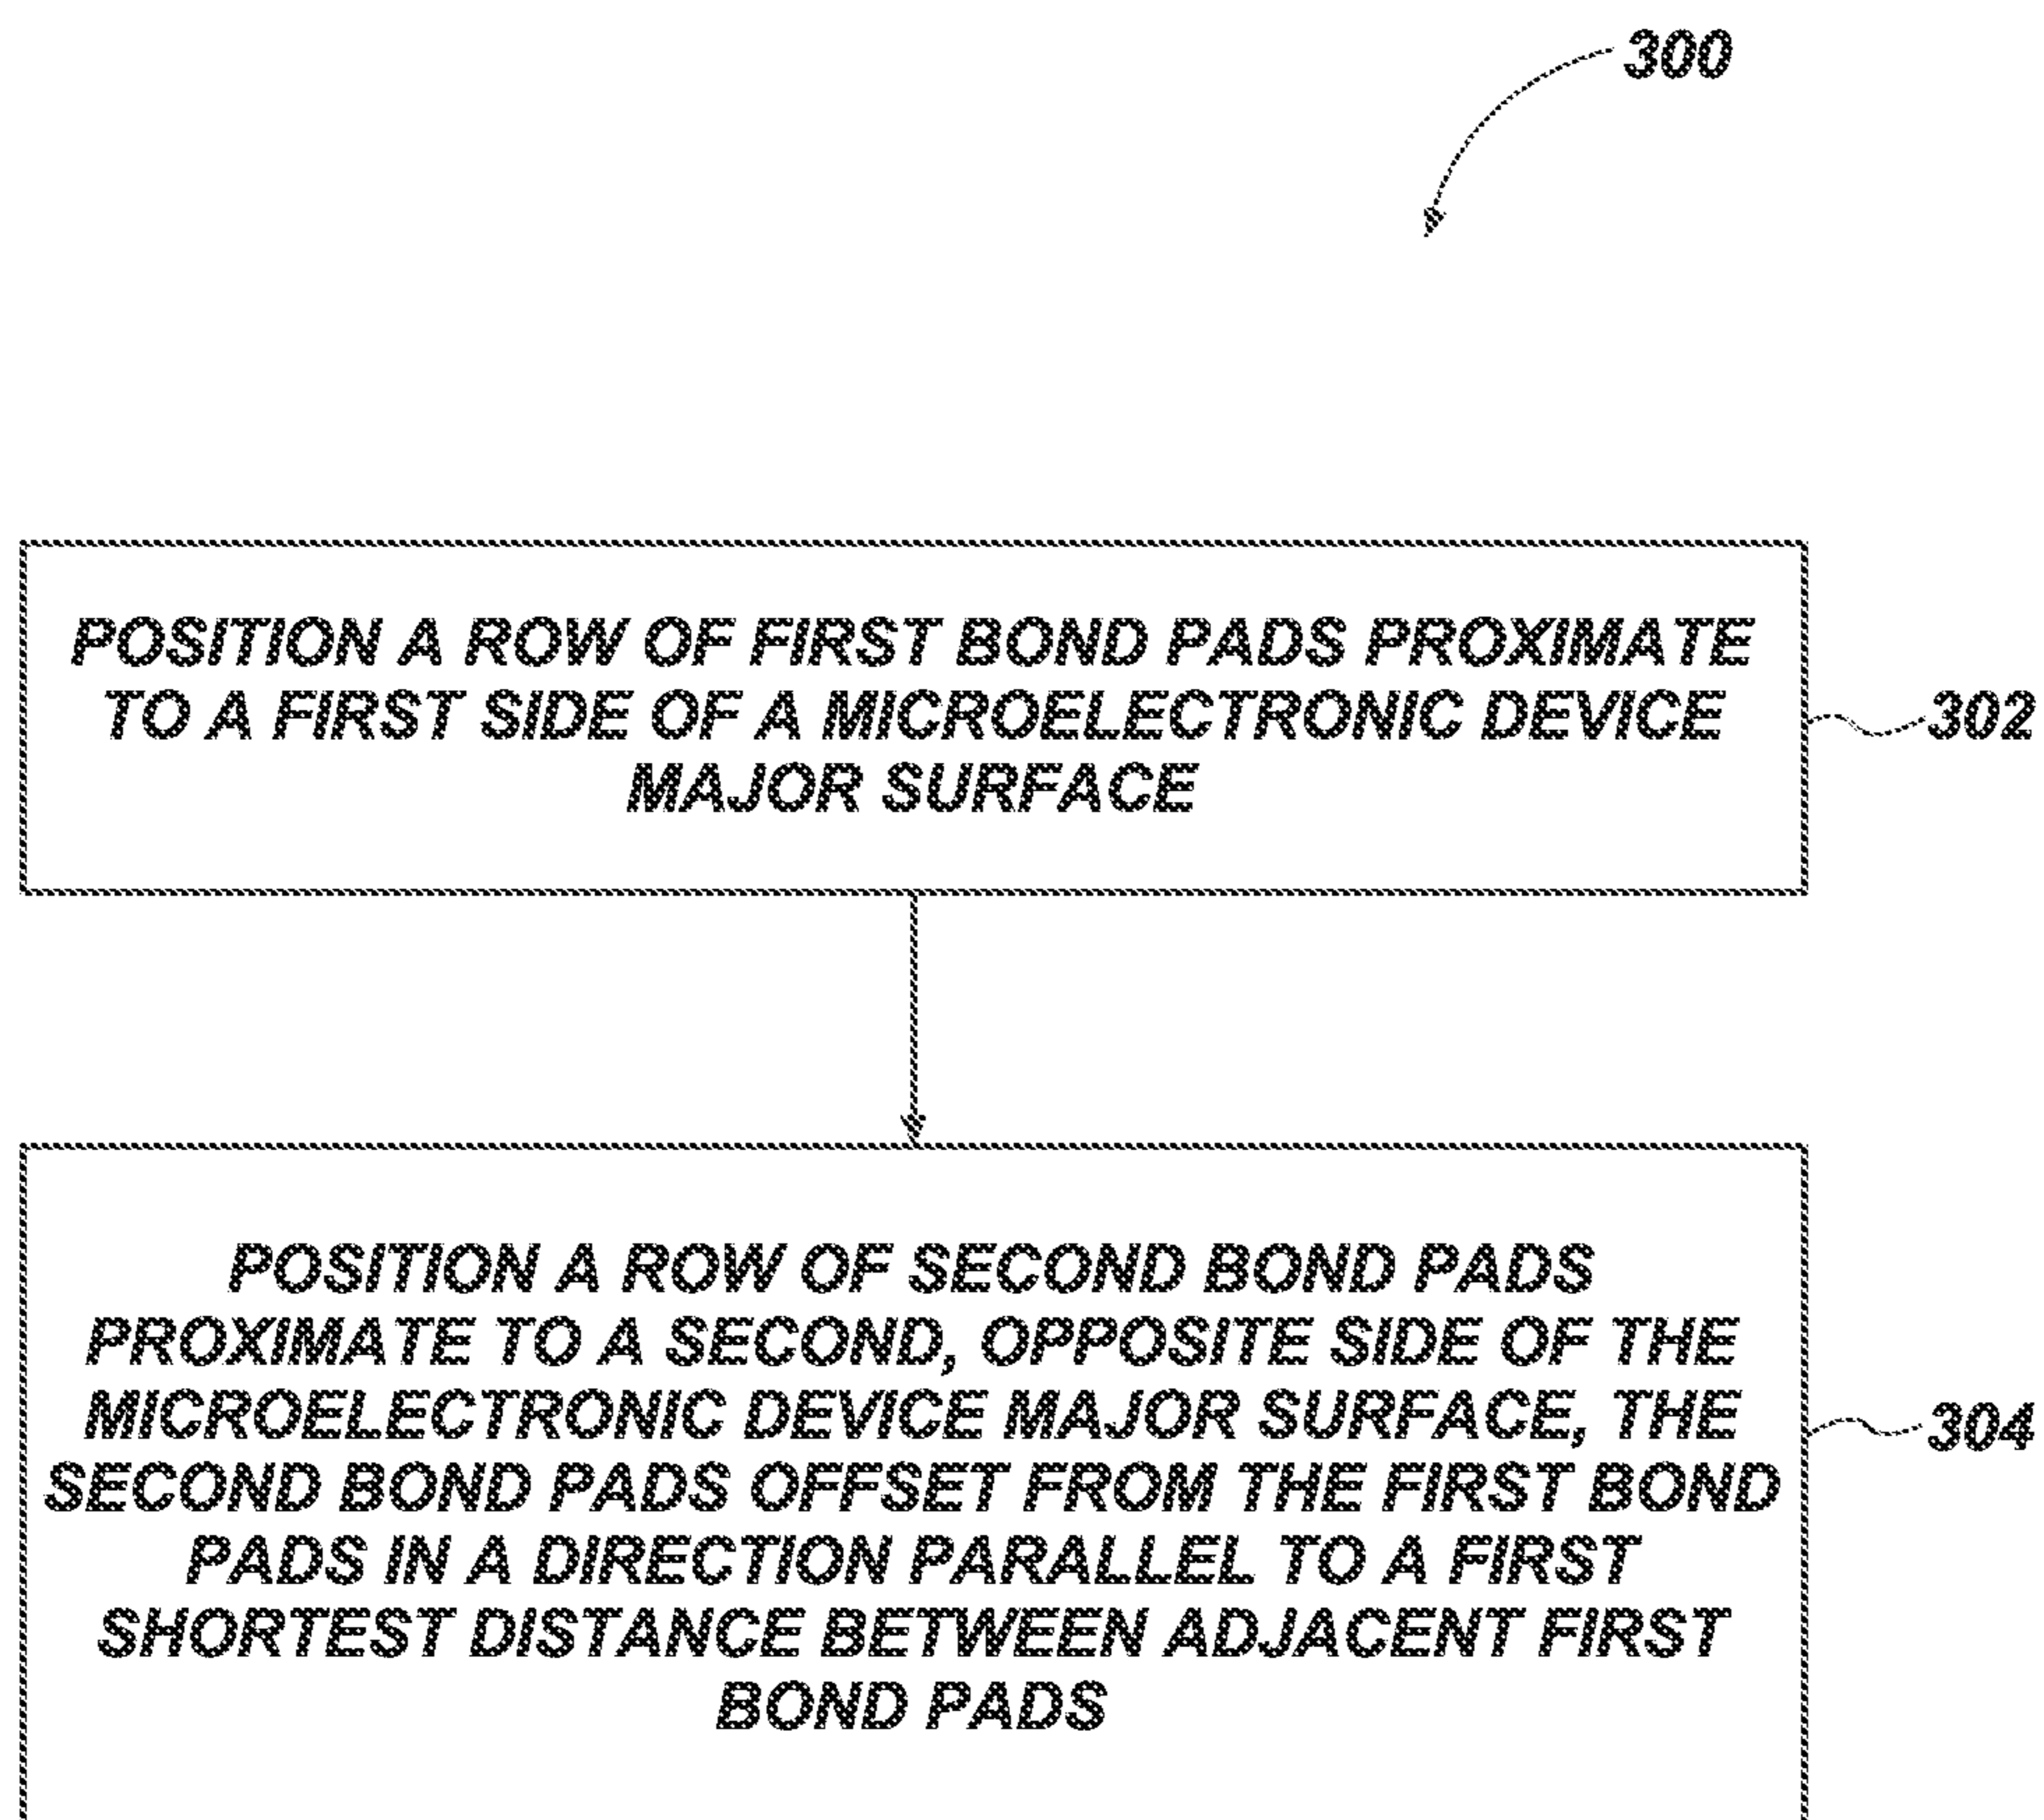 300
POSITION A ROW OF FIRST BOND PADS PROXIMATE
TO A FIRST SIDE OF A MICROELECTRONIC DEVICE
MAJOR SURFACE
302
POSITION A ROW OF SECOND BOND PADS
PROXIMATE TO A SECOND, OPPOSITE SIDE OF THE
MICROELECTRONIC DEVICE MAJOR SURFACE, THE
SECOND BOND PADS OFFSET FROM THE FIRST BOND
PADS IN A DIRECTION PARALLEL TO A FIRST
SHORTEST DISTANCE BETWEEN ADJACENT FIRST
BOND PADS
304